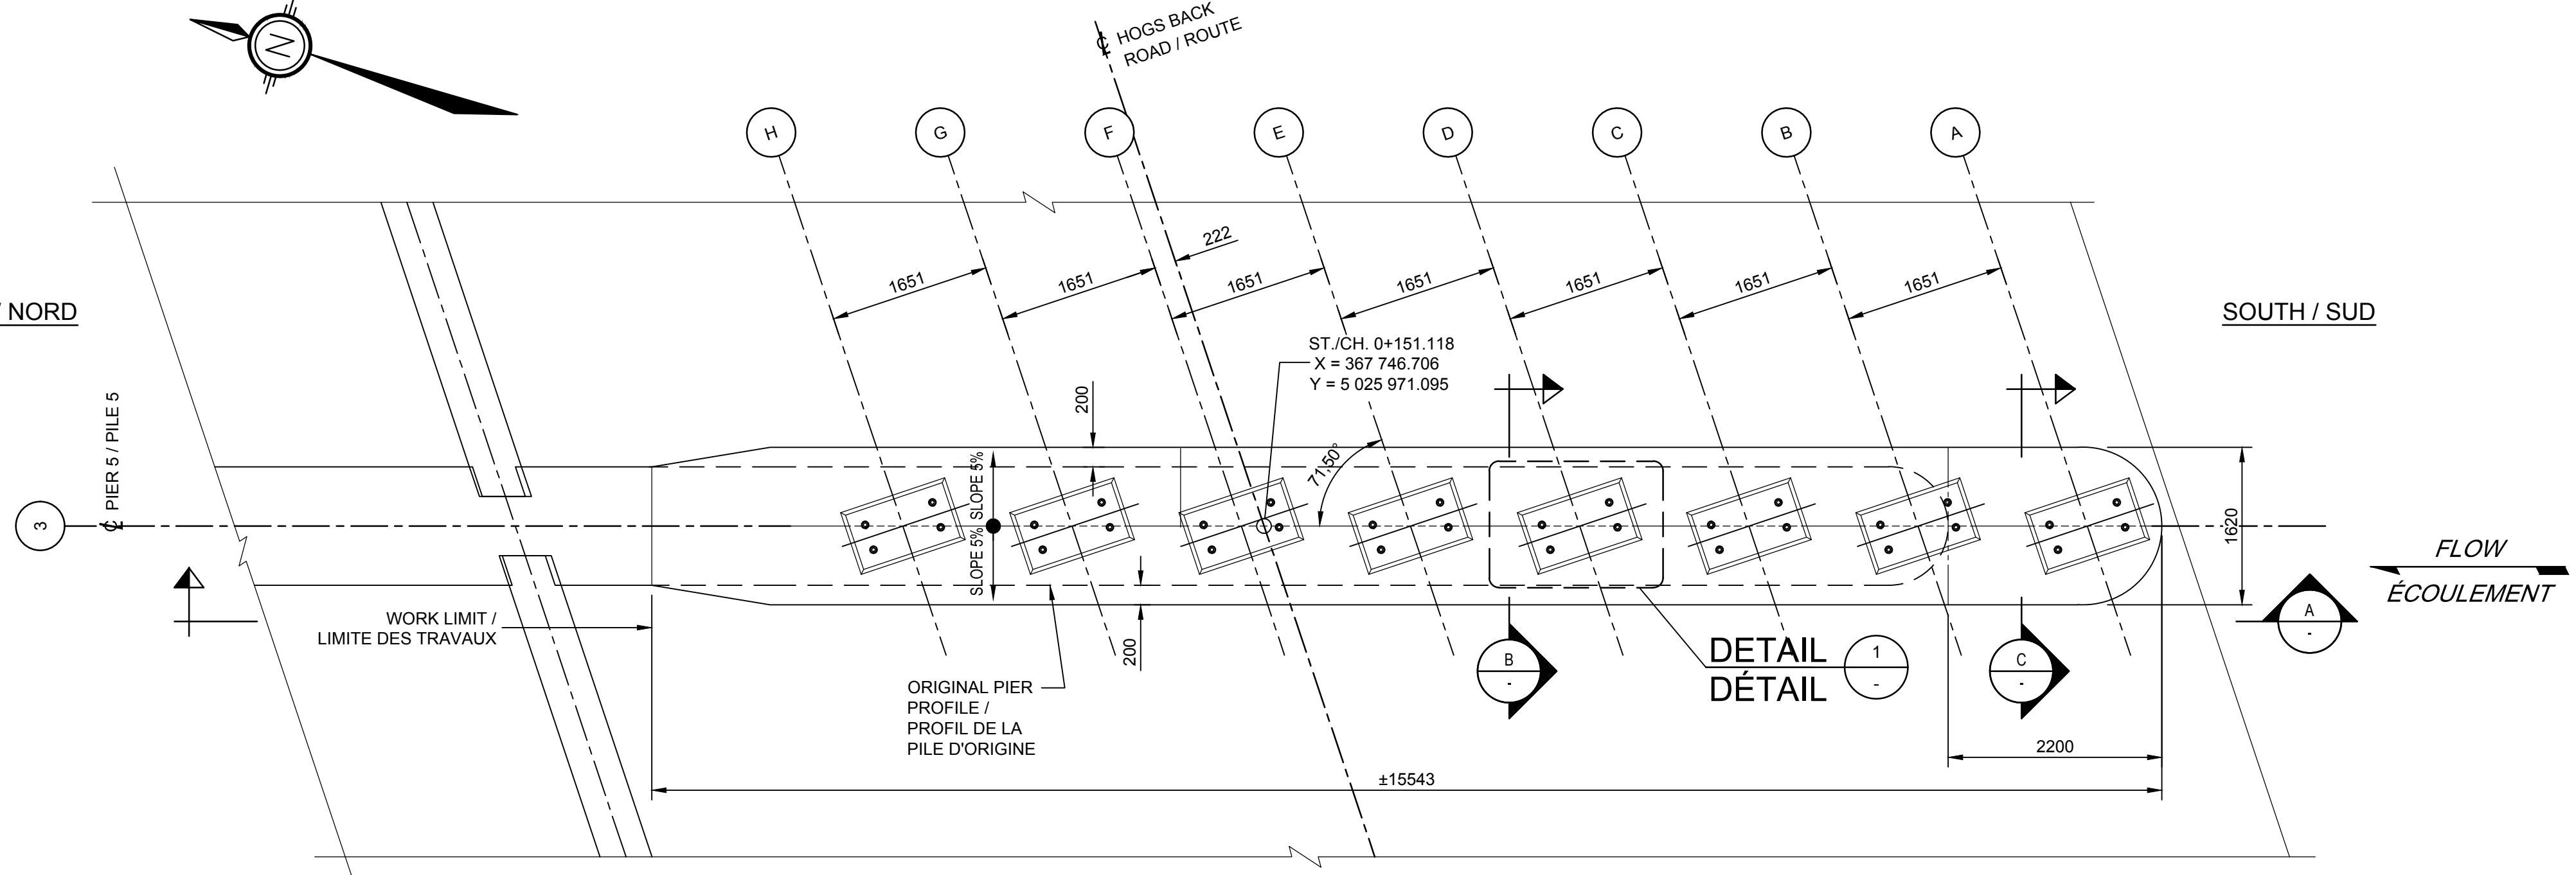 N
℄ HOGS BACK
ROAD / ROUTE
H
G
F
E
D
C
B
A
222
1651
1651
1651
1651
1651
1651
1651
/ NORD
SOUTH / SUD
ST./CH. 0+151.118
X = 367 746.706
Y = 5 025 971.095
℄ PIER 5 / PILE 5
200
71,50°
SLOPE 5%
SLOPE 5%
3
1620
FLOW
ÉCOULEMENT
WORK LIMIT /
LIMITE DES TRAVAUX
200
ORIGINAL PIER
PROFILE /
PROFIL DE LA
PILE D'ORIGINE
B
-
DETAIL
DÉTAIL
1
-
C
-
A
-
2200
±15543